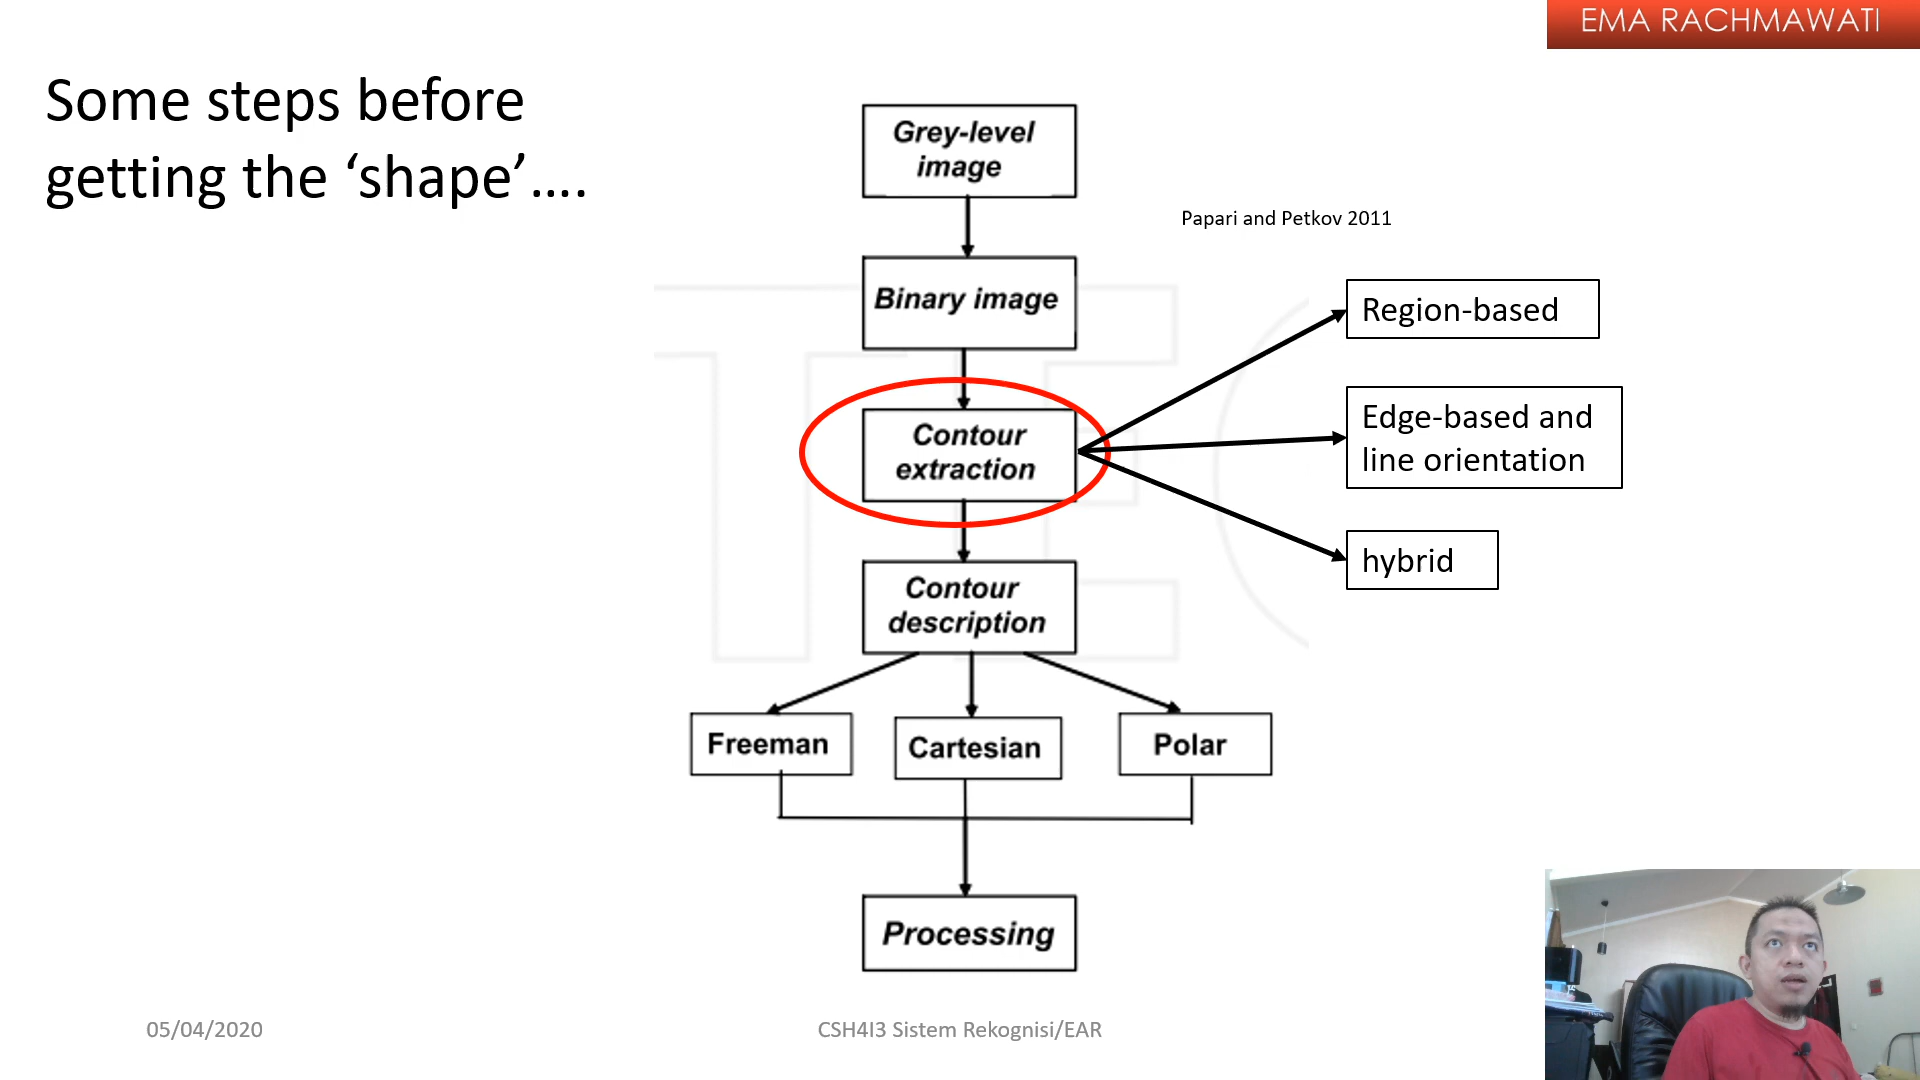 EMA RACHMAWATI
Some steps before
getting the ‘shape’....
Grey-level
image
Papari and Petkov 2011
Binary image
Region-based
Contour
extraction
Edge-based and
line orientation
hybrid
Contour
description
Freeman
Cartesian
Polar
Processing
05/04/2020
CSH4I3 Sistem Rekognisi/EAR